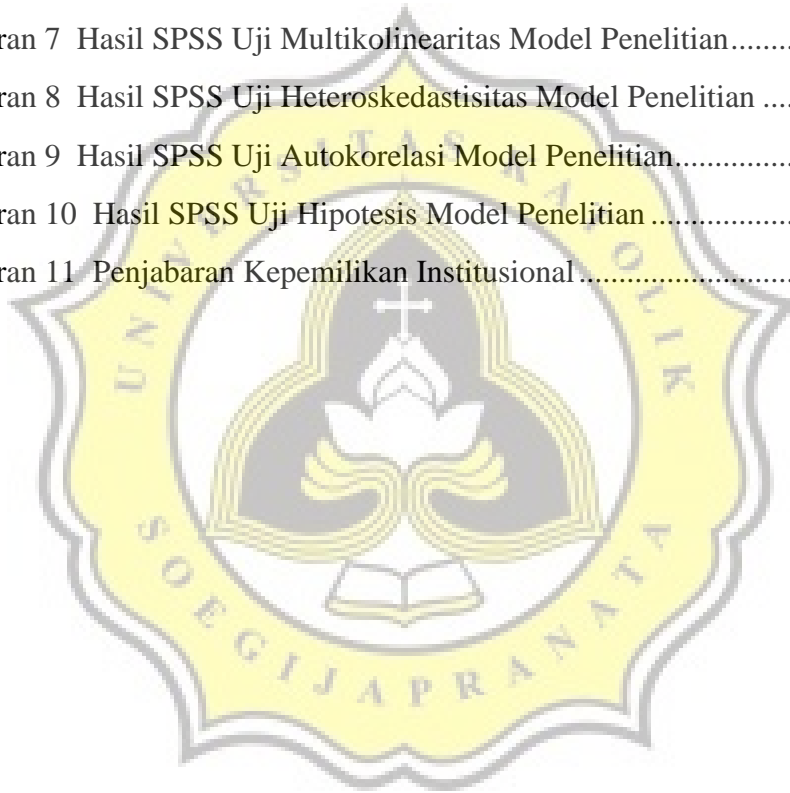 ran 7 Hasil SPSS Uji Multikolinearitas Model Penelitian........
ran 8 Hasil SPSS Uji Heteroskedastisitas Model Penelitian ....
ran 9 Hasil SPSS Uji Autokorelasi Model Penelitian..............
ran 10 Hasil SPSS Uji Hipotesis Model Penelitian .................
ran 11 Penjabaran Kepemilikan Institusional.........................
UNIVERSITAS KATOLIK
SOEGIJAPRANATA